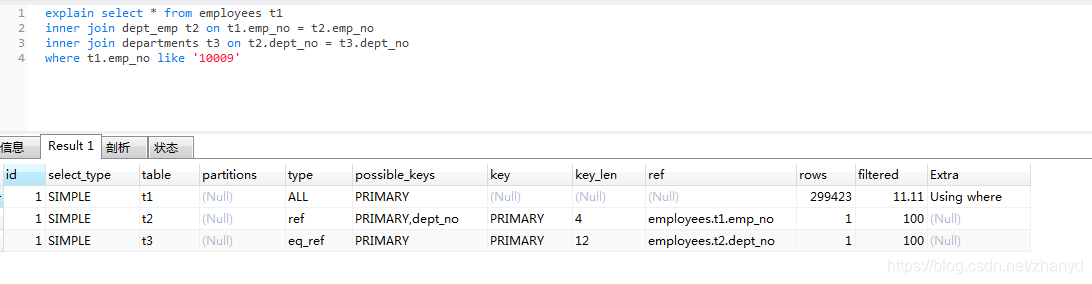 1 explain select * from employees t1
2 inner join dept_emp t2 on t1.emp_no = t2.emp_no
3 inner join departments t3 on t2.dept_no = t3.dept_no
4 where t1.emp_no like '10009'
信息 Result 1 剖析 状态
id select_type table partitions type possible_keys key key_len ref rows filtered Extra
1 SIMPLE t1 (Null) ALL PRIMARY (Null) (Null) (Null) 299423 11.11 Using where
1 SIMPLE t2 (Null) ref PRIMARY,dept_no PRIMARY 4 employees.t1.emp_no 1 100 (Null)
1 SIMPLE t3 (Null) eq_ref PRIMARY PRIMARY 12 employees.t2.dept_no 1 100 (Null)
https://blog.csdn.net/zhanyd